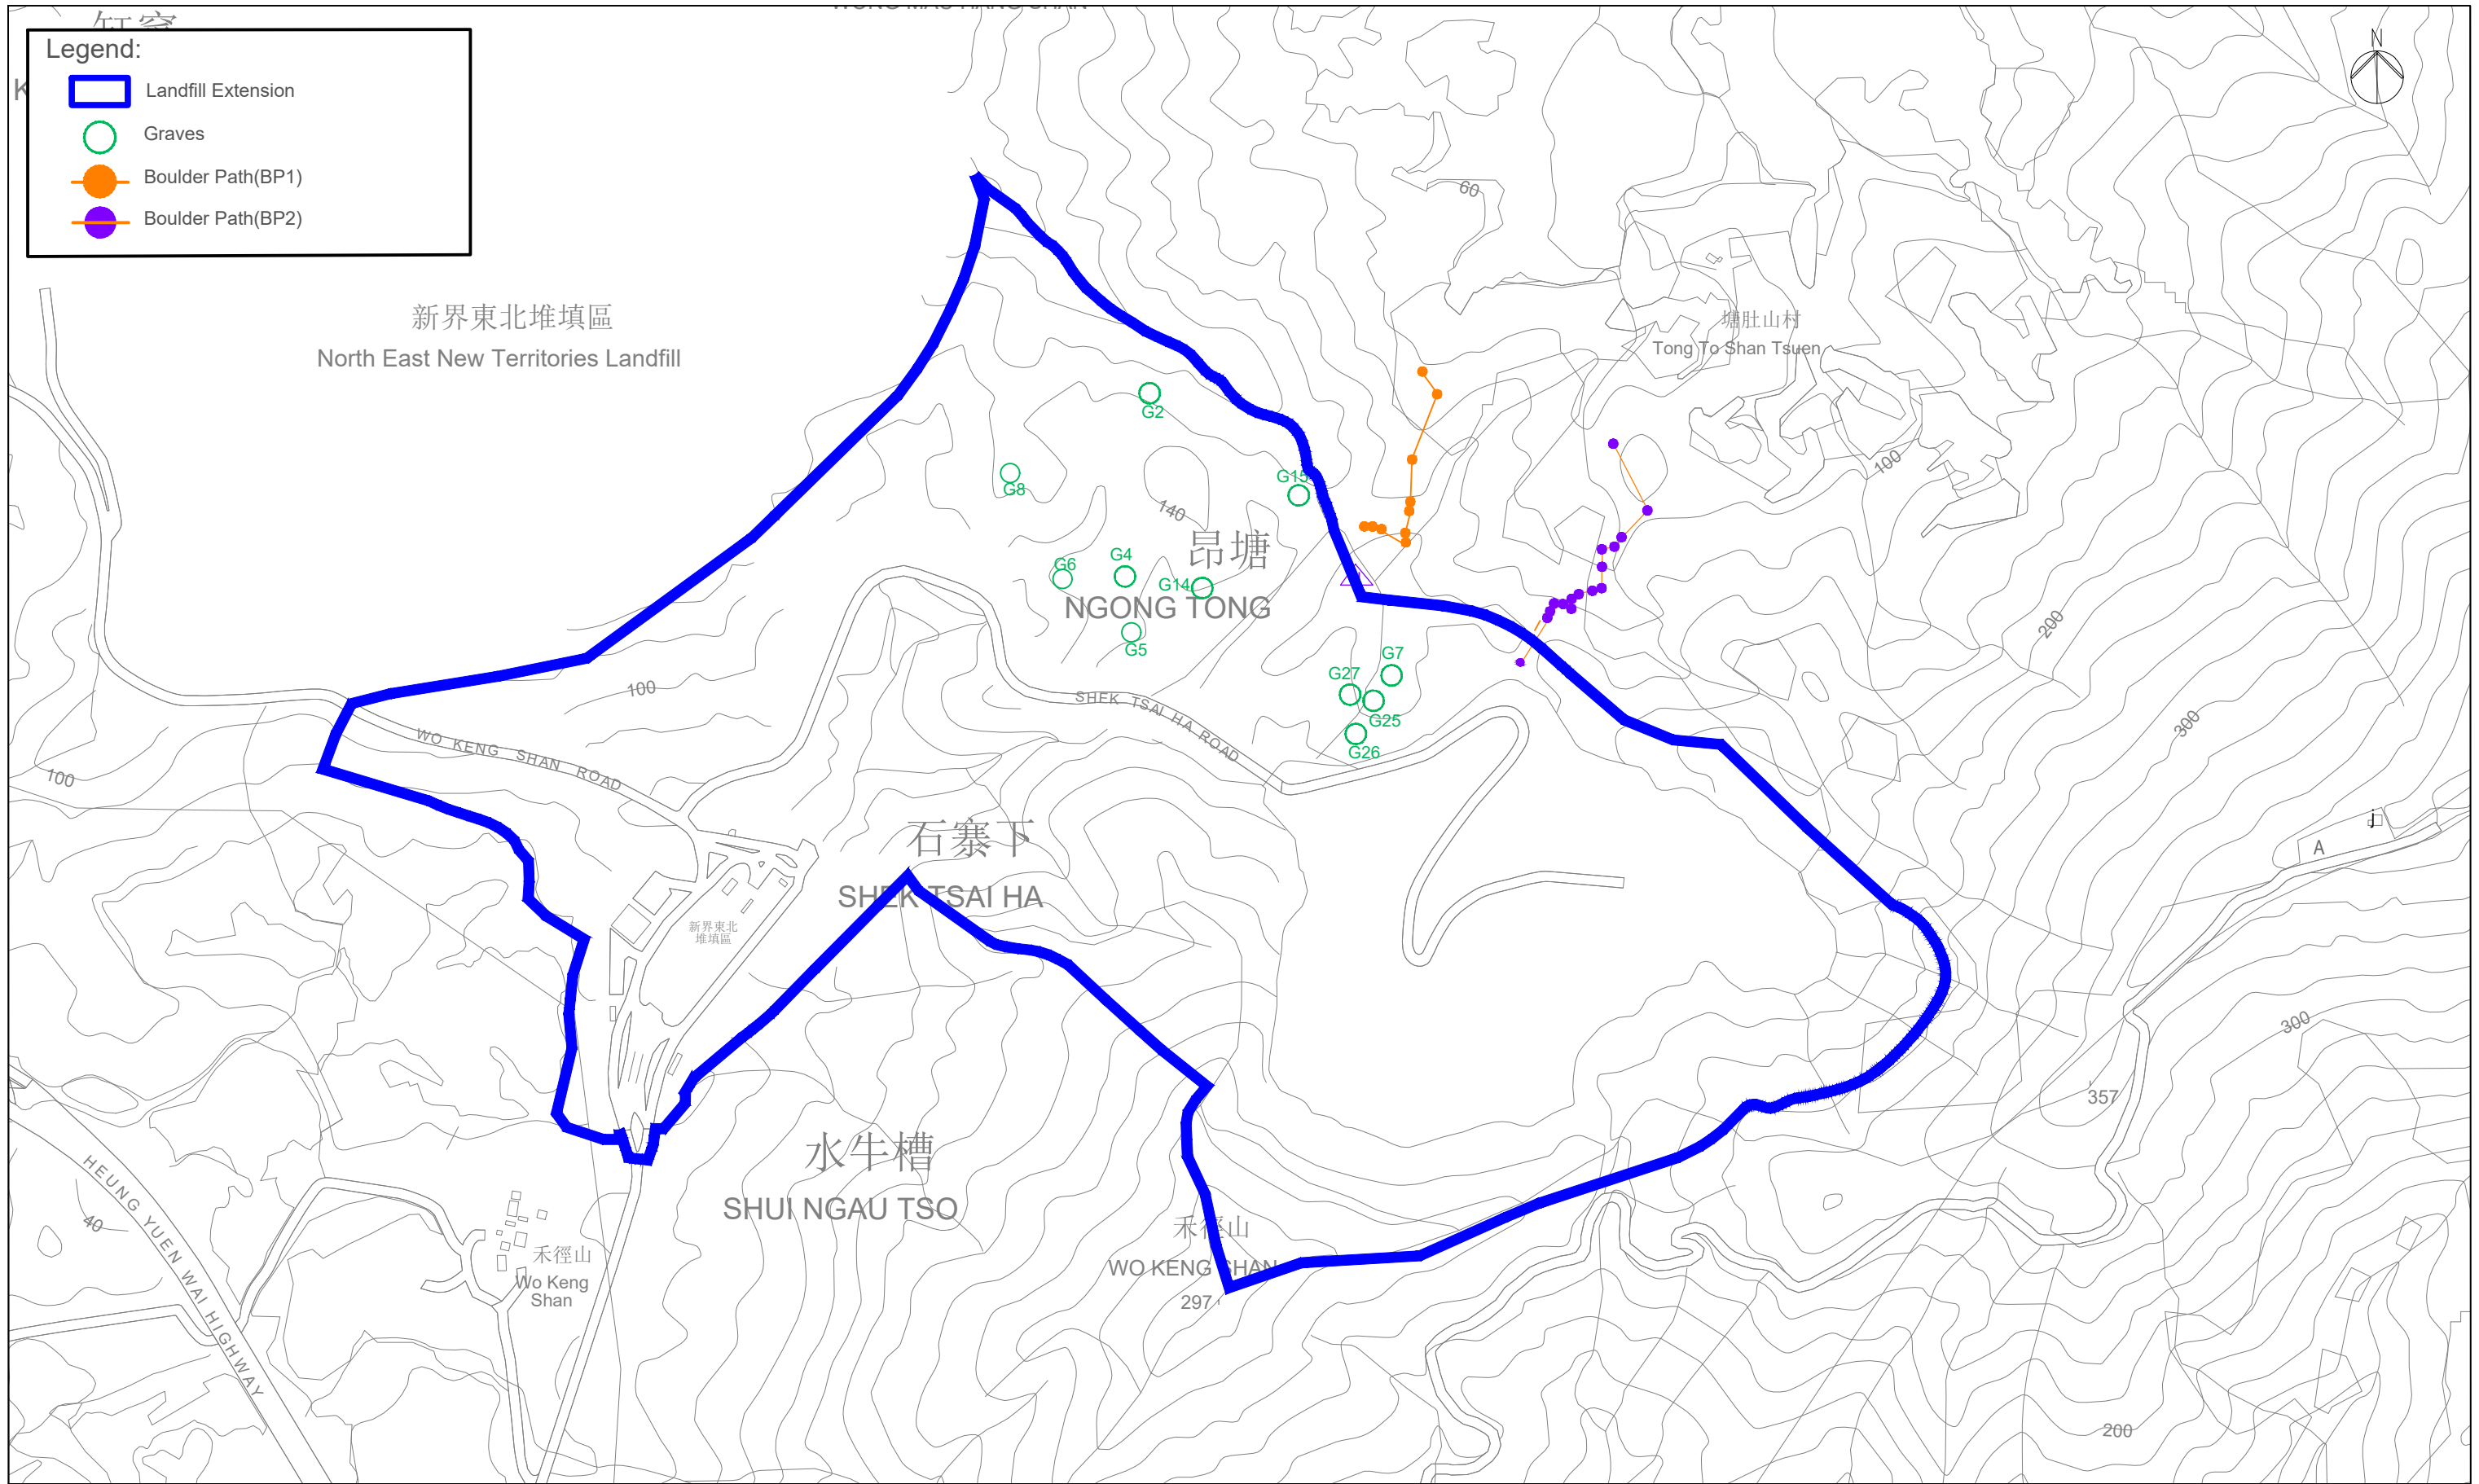 Legend:
Landfill Extension
Graves
Boulder Path(BP1)
Boulder Path(BP2)
N
新界東北堆填區
North East New Territories Landfill
60
塘肚山村
Tong To Shan Tsuen
G2
G8
G15
140
昂塘
NGONG TONG
G6
G4
G14
G5
100
G7
G27
G25
G26
200
300
100
100
WO KENG SHAN ROAD
SHEK TSAI HA ROAD
石寨下
SHEK TSAI HA
新界東北
堆填區
A
j
300
357
水牛槽
SHUI NGAU TSO
禾徑山
WO KENG SHAN
297
禾徑山
Wo Keng
Shan
HEUNG YUEN WAI HIGHWAY
40
200